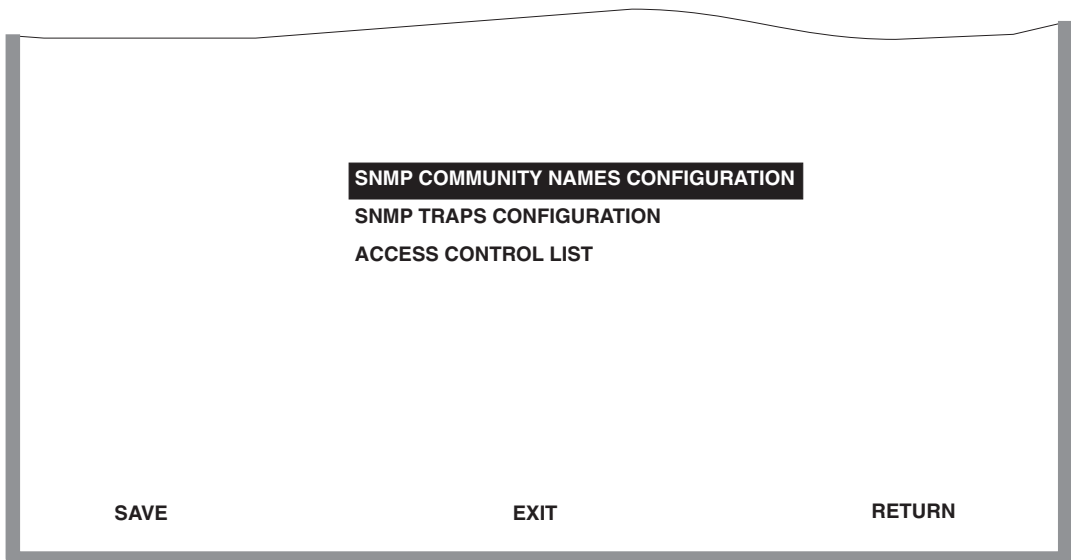 SNMP COMMUNITY NAMES CONFIGURATION
SNMP TRAPS CONFIGURATION
ACCESS CONTROL LIST
SAVE EXIT RETURN